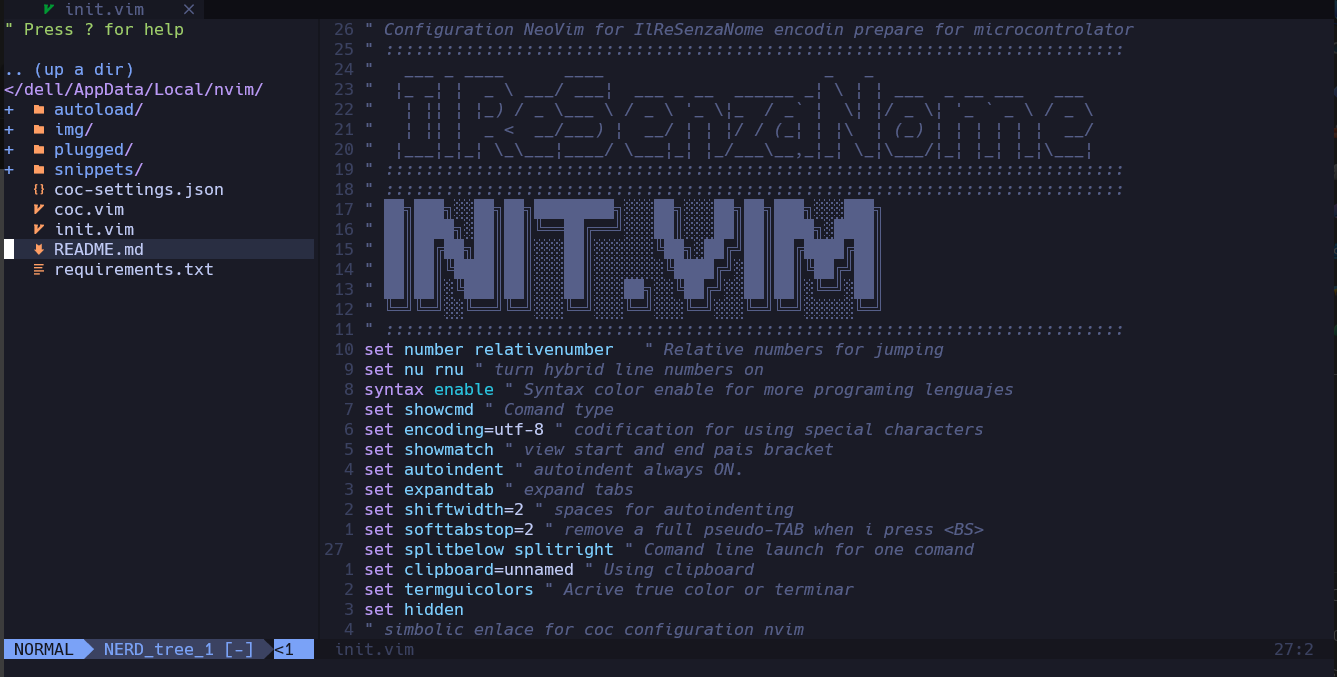 init.vim ×
" Press ? for help
.. (up a dir)
</dell/AppData/Local/nvim/
+ autoload/
+ img/
+ plugged/
+ snippets/
coc-settings.json
coc.vim
init.vim
README.md
requirements.txt
NORMAL NERD_tree_1 [-] <1
26 " Configuration NeoVim for IlReSenzaNome encodin prepare for microcontrolator
25 " ::::::::::::::::::::::::::::::::::::::::::::::::::::::::::::::::::::::::::
24 "
23 "
22 "
21 "
20 "
IlReSenzaNome
19 " ::::::::::::::::::::::::::::::::::::::::::::::::::::::::::::::::::::::::::
18 " ::::::::::::::::::::::::::::::::::::::::::::::::::::::::::::::::::::::::::
17 "
16 "
15 "
14 "
13 "
12 "
INIT.VIM
11 " ::::::::::::::::::::::::::::::::::::::::::::::::::::::::::::::::::::::::::
10 set number relativenumber " Relative numbers for jumping
9 set nu rnu " turn hybrid line numbers on
8 syntax enable " Syntax color enable for more programing lenguajes
7 set showcmd " Comand type
6 set encoding=utf-8 " codification for using special characters
5 set showmatch " view start and end pais bracket
4 set autoindent " autoindent always ON.
3 set expandtab " expand tabs
2 set shiftwidth=2 " spaces for autoindenting
1 set softtabstop=2 " remove a full pseudo-TAB when i press <BS>
27 set splitbelow splitright " Comand line launch for one comand
1 set clipboard=unnamed " Using clipboard
2 set termguicolors " Acrive true color or terminar
3 set hidden
4 " simbolic enlace for coc configuration nvim
init.vim 27:2